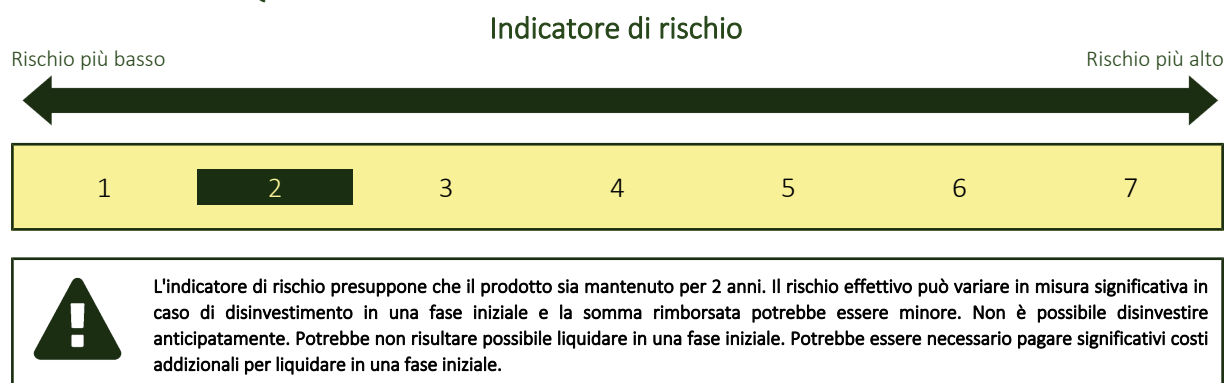 Indicatore di rischio
Rischio più basso
Rischio più alto
1 2 3 4 5 6 7
L'indicatore di rischio presuppone che il prodotto sia mantenuto per 2 anni. Il rischio effettivo può variare in misura significativa in
caso di disinvestimento in una fase iniziale e la somma rimborsata potrebbe essere minore. Non è possibile disinvestire
anticipatamente. Potrebbe non risultare possibile liquidare in una fase iniziale. Potrebbe essere necessario pagare significativi costi
addizionali per liquidare in una fase iniziale.